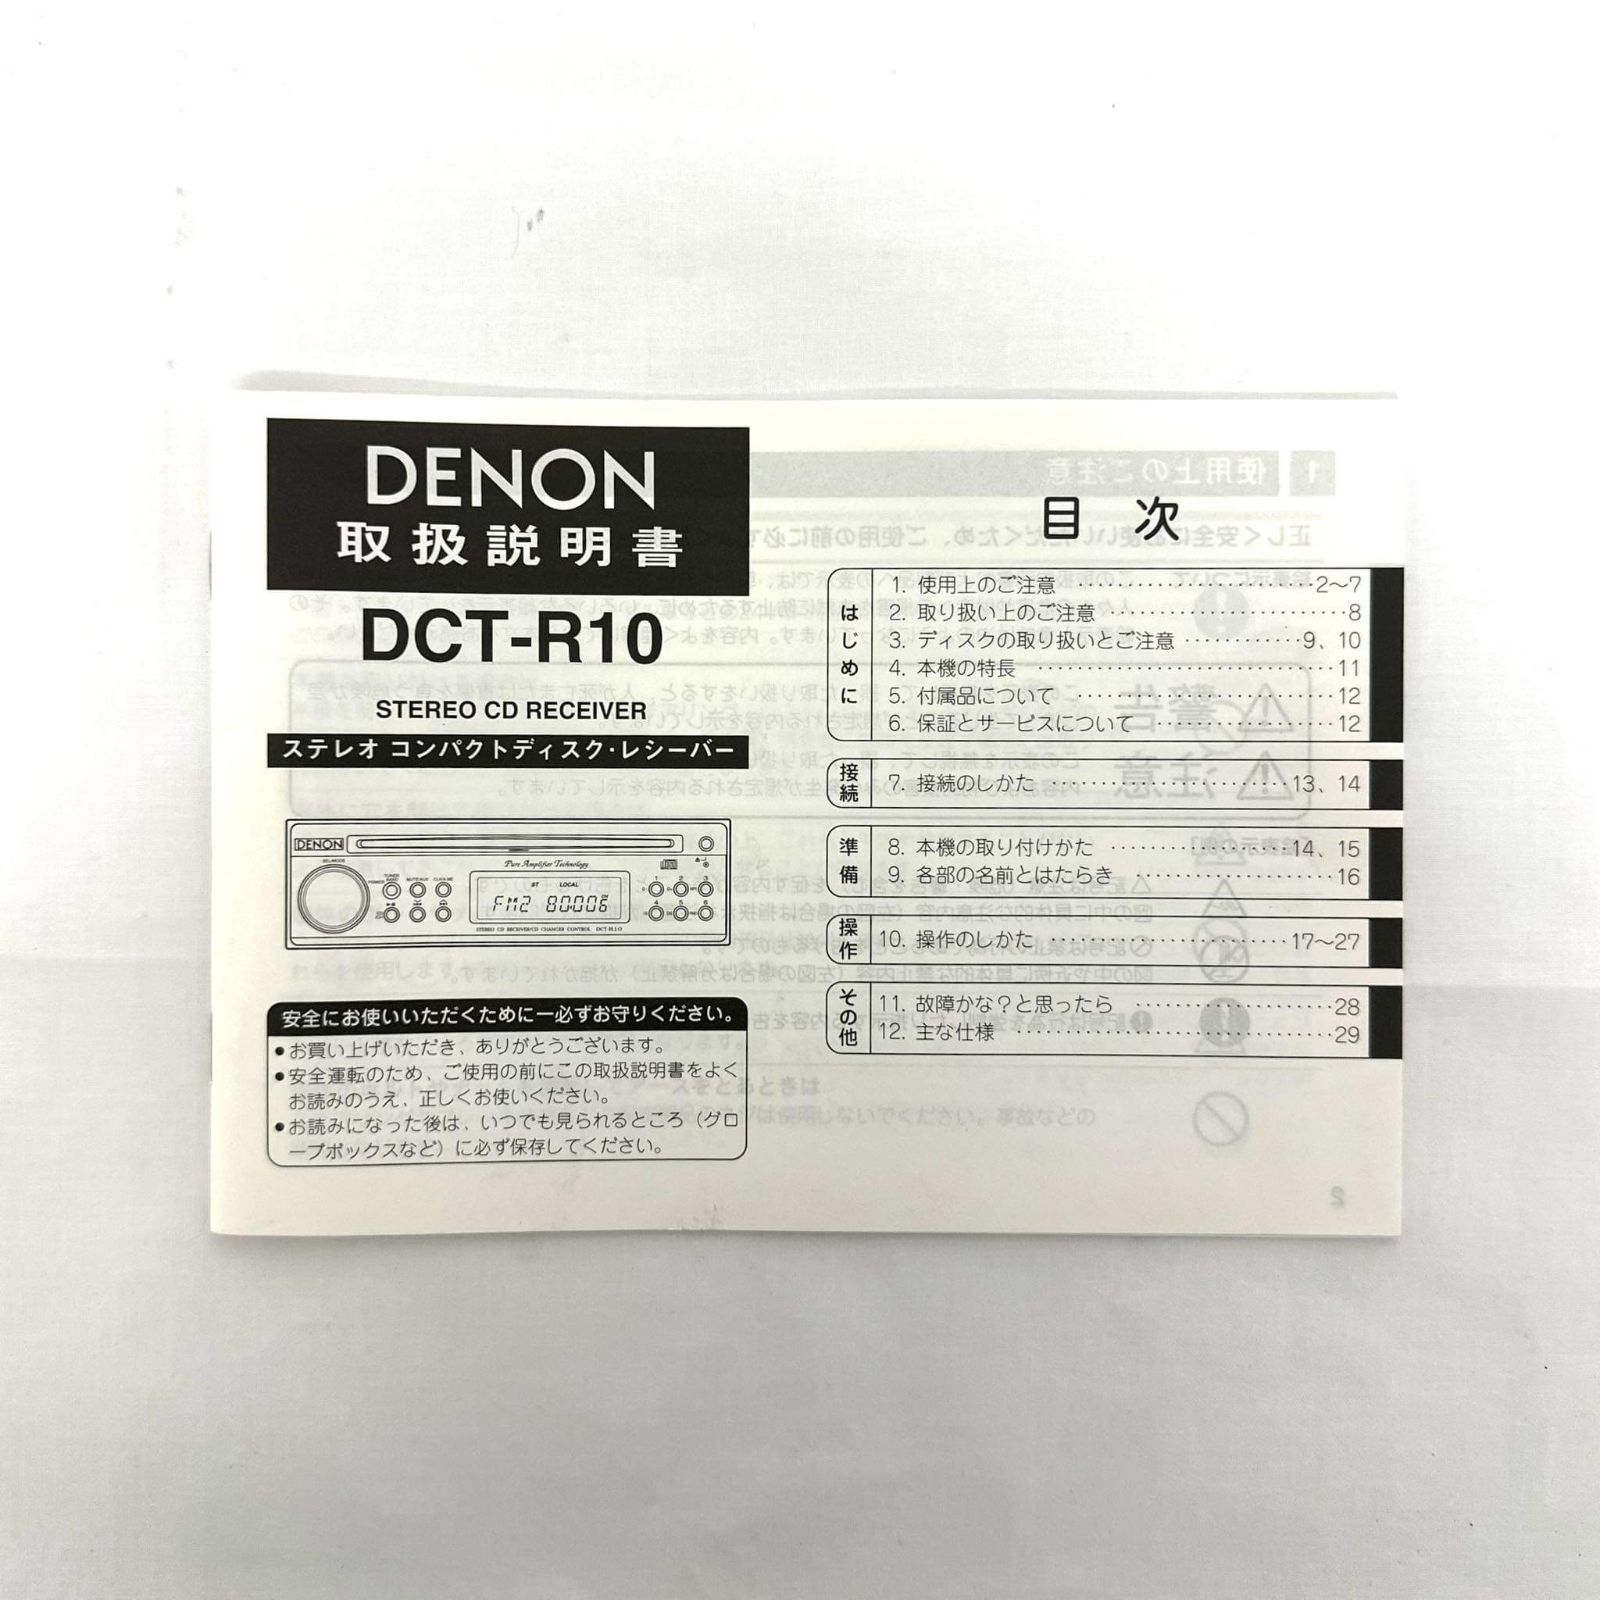 DENON
取扱説明書
DCT-R10
STEREO CD RECEIVER
ステレオ コンパクトディスク・レシーバー
DENON
Pure Amplifier Technology
ST LOCAL
FM2 80.00
STEREO CD RECEIVER/CD CHANGER CONTROL DCT-R10
安全にお使いいただくために―必ずお守りください。
●お買い上げいただき、ありがとうございます。
●安全運転のため、ご使用の前にこの取扱説明書をよく
お読みのうえ、正しくお使いください。
●お読みになった後は、いつでも見られるところ（グロ
ーブボックスなど）に必ず保存してください。
目 次
はじめに
1. 使用上のご注意 ……………………2〜7
2. 取り扱い上のご注意 ……………………8
3. ディスクの取り扱いとご注意 …………9、10
4. 本機の特長 ……………………11
5. 付属品について ……………………12
6. 保証とサービスについて ……………………12
接続
7. 接続のしかた ……………………13、14
準備
8. 本機の取り付けかた ……………………14、15
9. 各部の名前とはたらき ……………………16
操作
10. 操作のしかた ……………………17〜27
その他
11. 故障かな？と思ったら ……………………28
12. 主な仕様 ……………………29